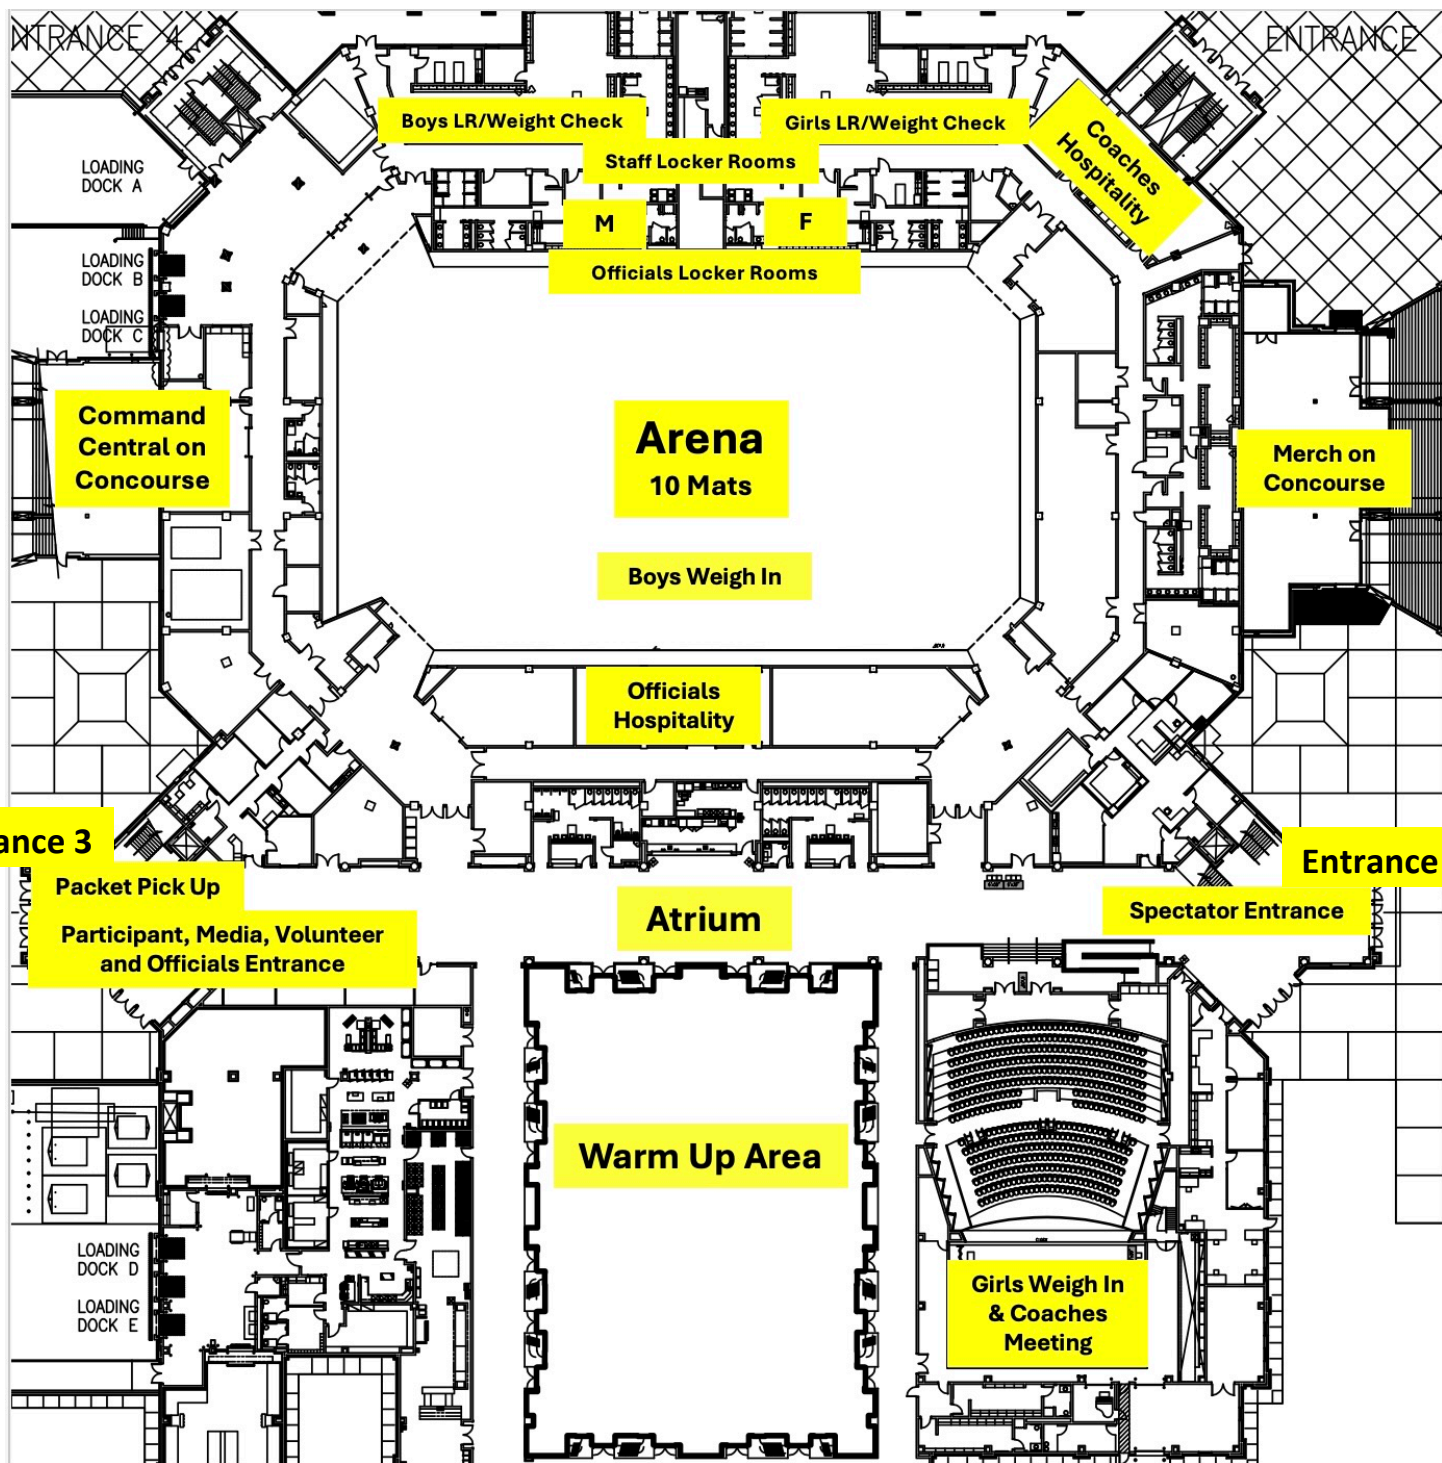 ENTRANCE
LOADING
DOCK A
LOADING
DOCK B
LOADING
DOCK C
Boys LR/Weight Check
Girls LR/Weight Check
Coaches
Hospitality
Staff Locker Rooms
M
F
Officials Locker Rooms
Command
Central on
Concourse
Arena
10 Mats
Merch on
Concourse
Boys Weigh In
Officials
Hospitality
ance 3
Entrance
Packet Pick Up
Participant, Media, Volunteer
and Officials Entrance
Atrium
Spectator Entrance
Warm Up Area
LOADING
DOCK D
LOADING
DOCK E
Girls Weigh In
& Coaches
Meeting